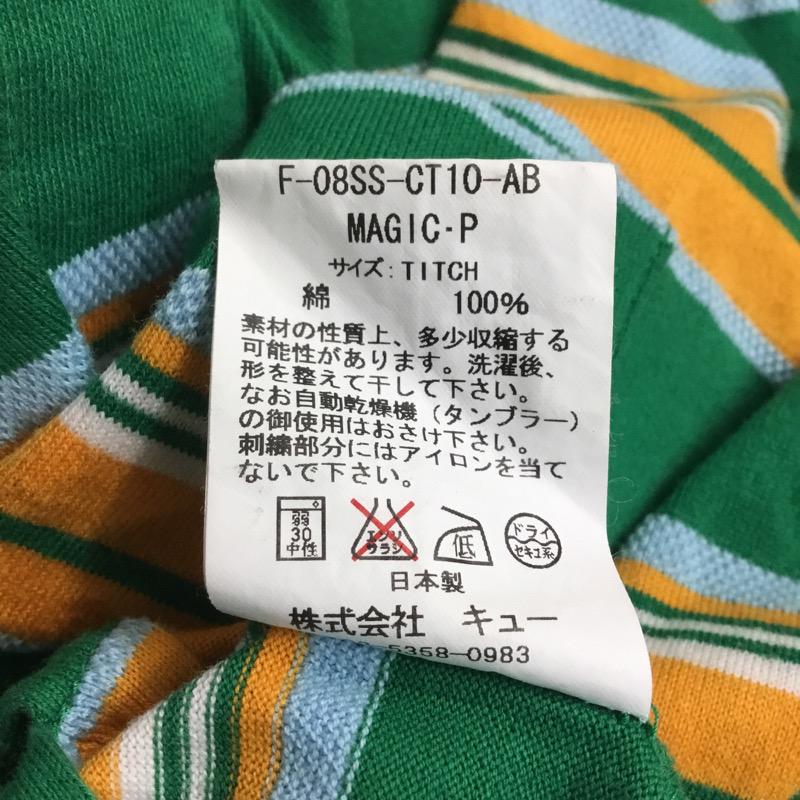 F-08SS-CT10-AB
MAGIC・P
サイズ：TITCH
綿 100%
素材の性質上、多少収縮する
可能性があります。洗濯後、
形を整えて干して下さい。
なお自動乾燥機（タンブラー）
の御使用はおさけ下さい。
刺繍部分にはアイロンを当て
ないで下さい。
弱
30
中性
エンソ
サラシ
低
ドライ
セキユ系
日本製
株式会社 キュー
5358-0983